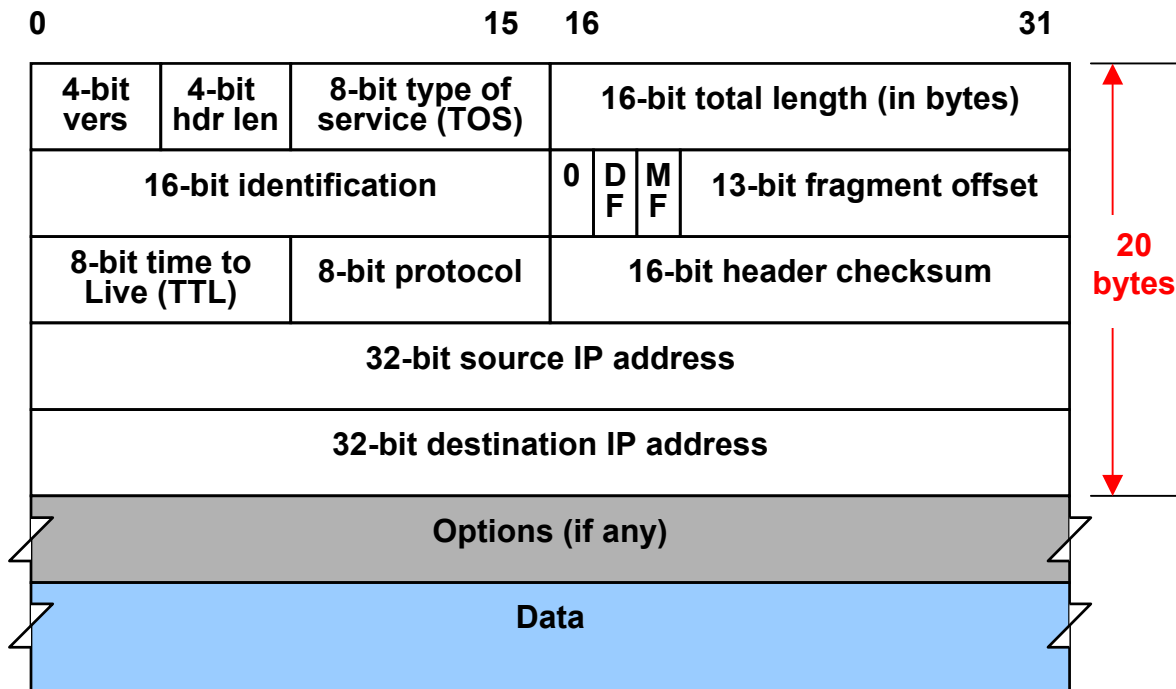 0 15 16 31
4-bit vers
4-bit hdr len
8-bit type of service (TOS)
16-bit total length (in bytes)
16-bit identification
0
DF
MF
13-bit fragment offset
8-bit time to Live (TTL)
8-bit protocol
16-bit header checksum
20 bytes
32-bit source IP address
32-bit destination IP address
Options (if any)
Data